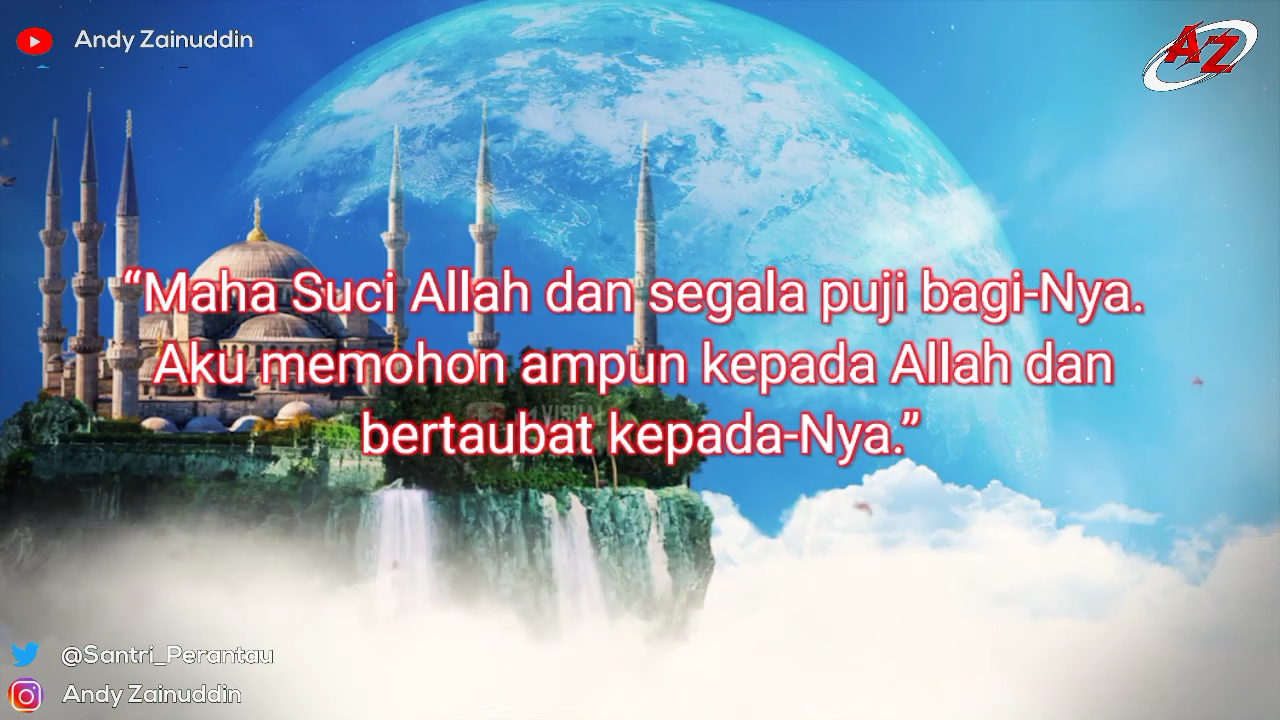 Andy Zainuddin
AZ
“Maha Suci Allah dan segala puji bagi-Nya.
Aku memohon ampun kepada Allah dan
bertaubat kepada-Nya.”
@Santri_Perantau
Andy Zainuddin